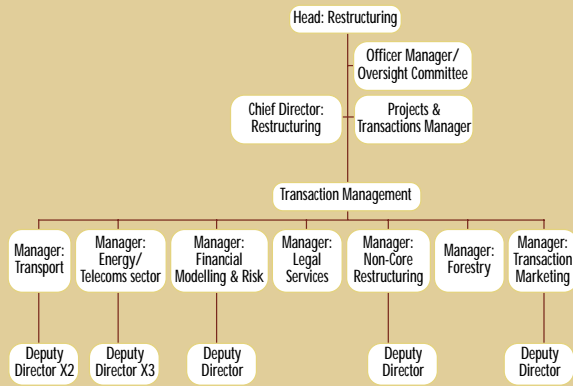 Head: Restructuring
Officer Manager/
Oversight Committee
Chief Director:
Restructuring
Projects &
Transactions Manager
Transaction Management
Manager:
Transport
Manager:
Energy/
Telecoms sector
Manager:
Financial
Modelling & Risk
Manager:
Legal
Services
Manager:
Non-Core
Restructuring
Manager:
Forestry
Manager:
Transaction
Marketing
Deputy
Director X2
Deputy
Director X3
Deputy
Director
Deputy
Director
Deputy
Director